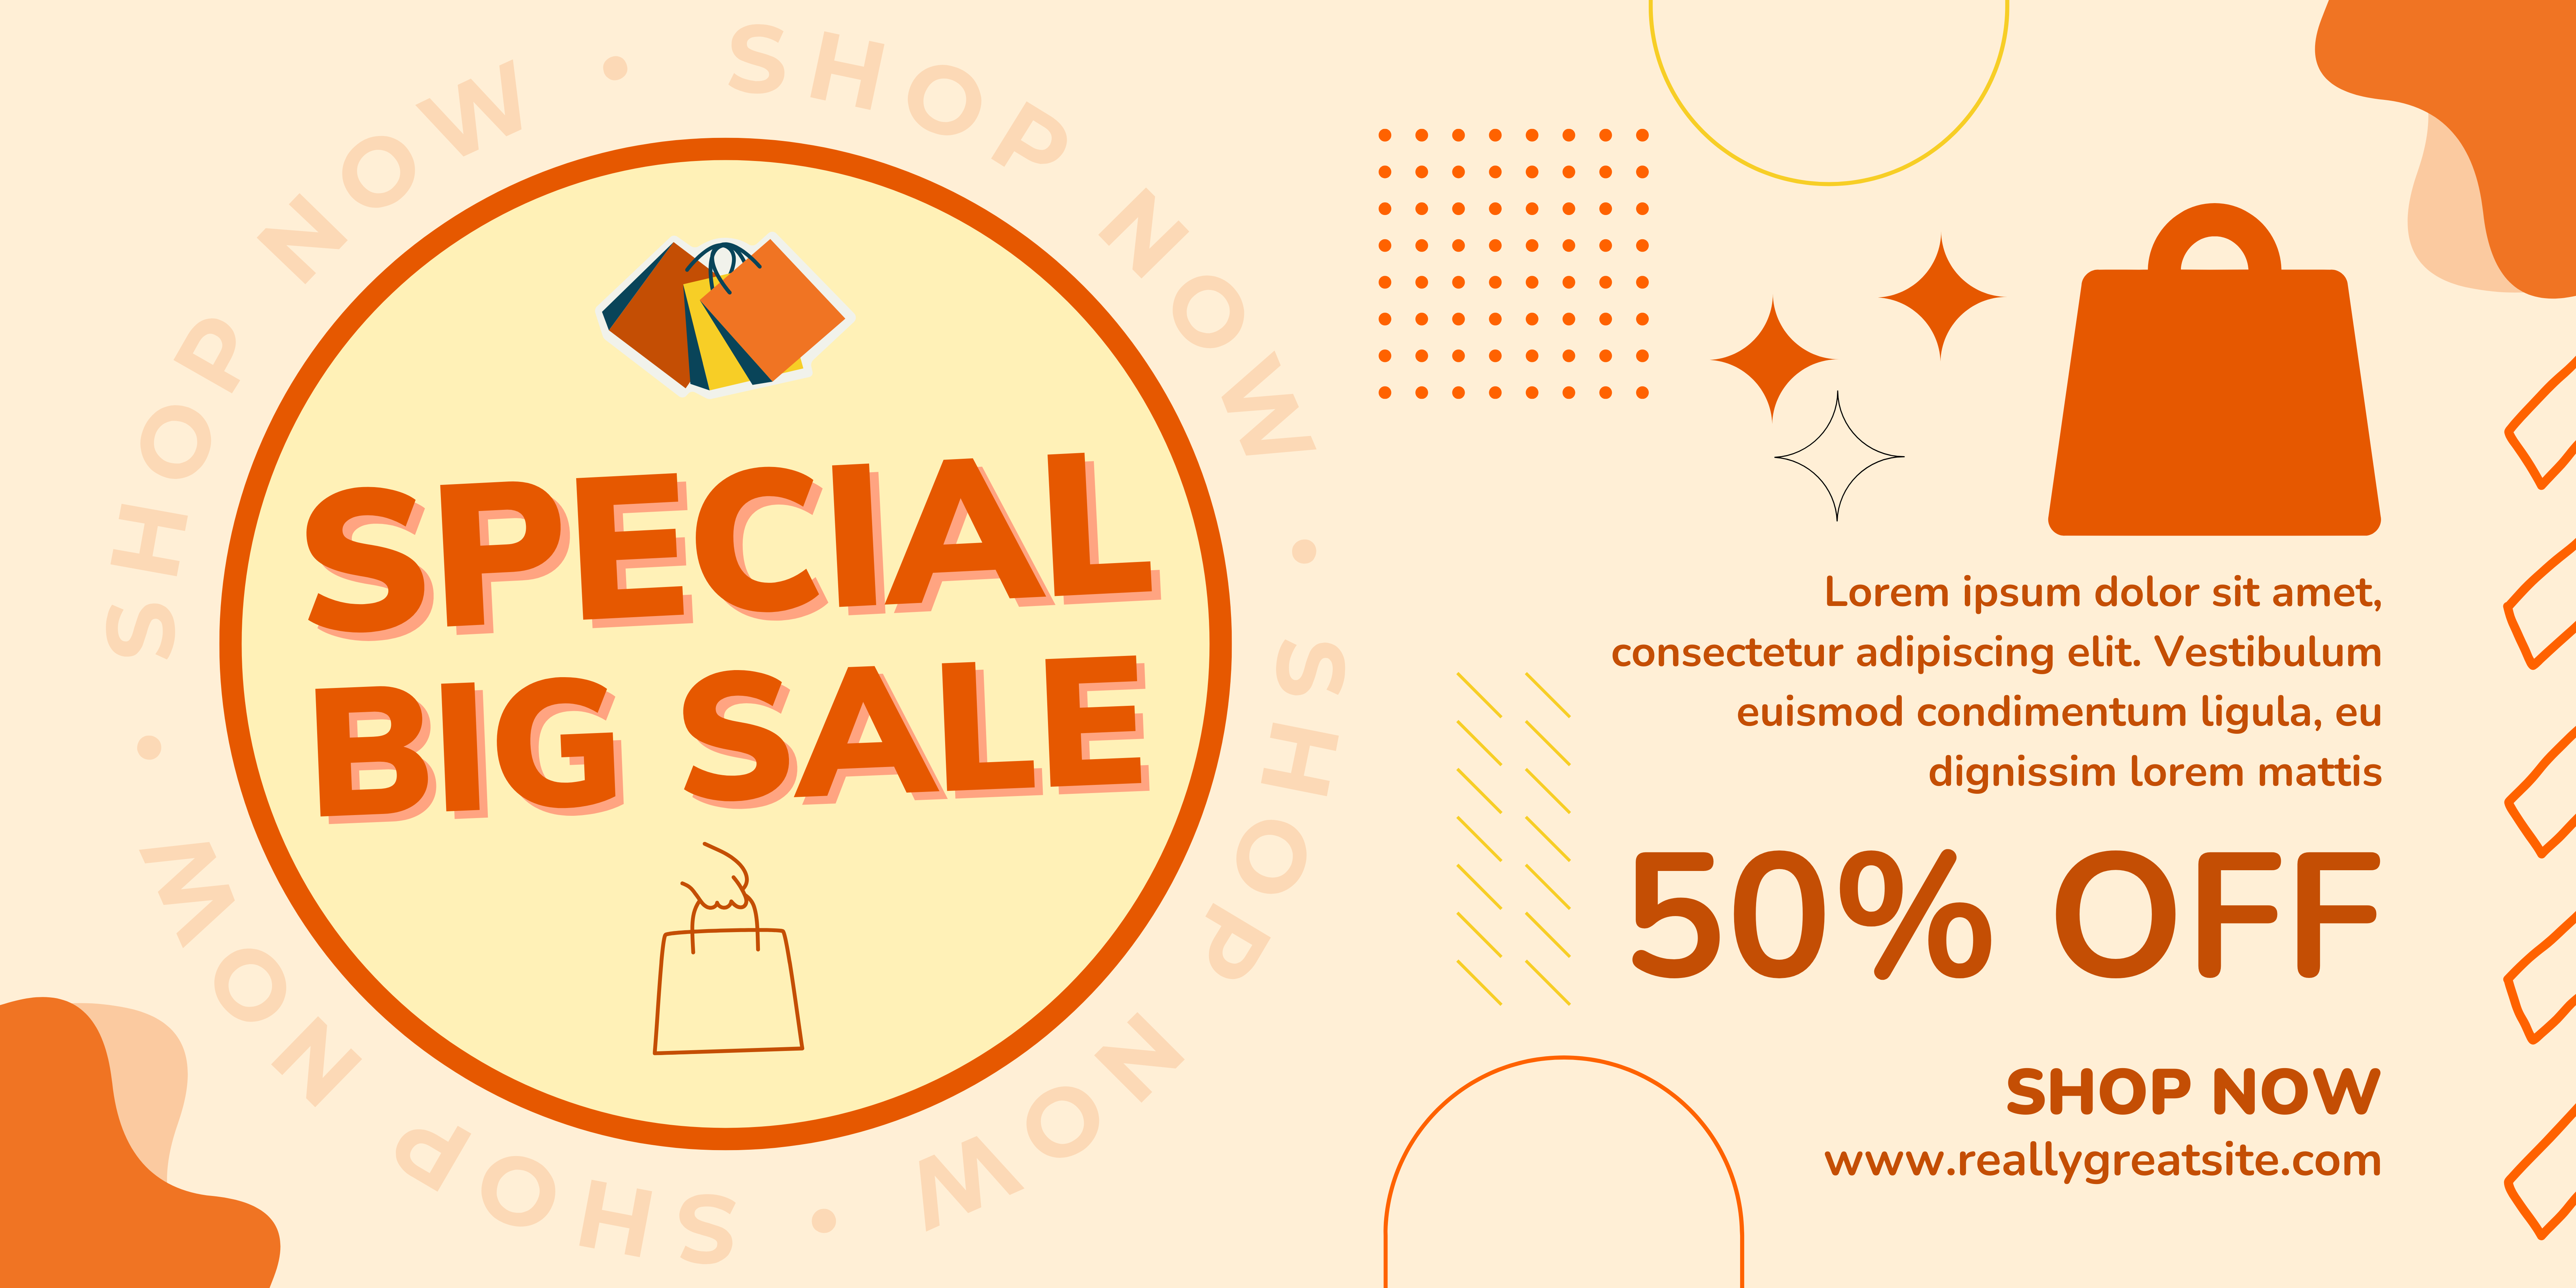 SHOP NOW • SHOP NOW • SHOP NOW • SHOP NOW •
SPECIAL
BIG SALE
Lorem ipsum dolor sit amet,
consectetur adipiscing elit. Vestibulum
euismod condimentum ligula, eu
dignissim lorem mattis
50% OFF
SHOP NOW
www.reallygreatsite.com